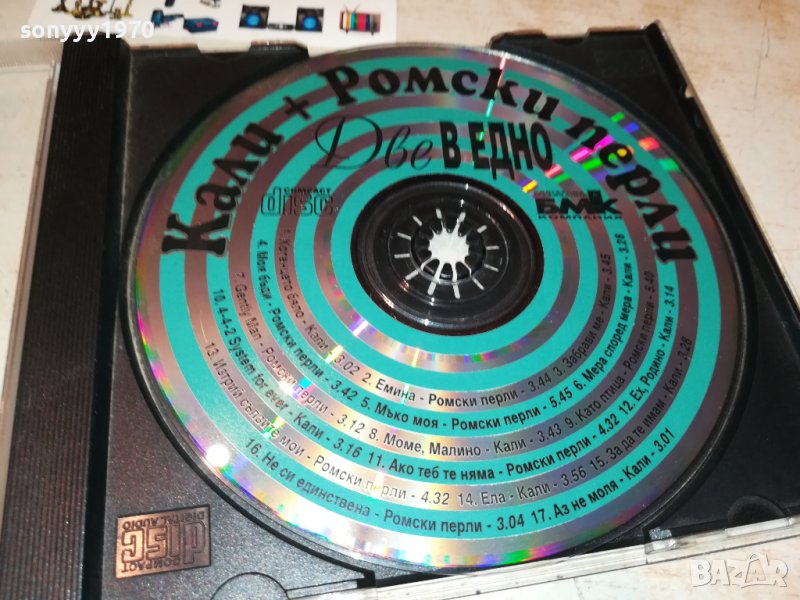 sonyyy1970
Кали + Ромски перли
Две В ЕДНО
COMPACT
disc
БМК
КОМПАНИЯ
Котенцето бяло - Кали - 3.02 2. Емина - Ромски перли - 3.44 3. Забрави ме - Кали - 3.45
4. Моя бъди - Ромски перли - 3.42 5. Мъко моя - Ромски перли - 5.45 6. Мера според мера - Кали - 3.28
7. Gently Man - Ромски перли - 3.12 8. Моме, Малино - Кали - 3.43 9. Като птица - Ромски перли - 5.40
10. 4-4-2 System for ever - Кали - 3.16 11. Ако теб те няма - Ромски перли - 4.32 12. Ех, Родино - Кали - 3.14
13. Изтрий сълзите мои - Ромски перли - 4.32 14. Ела - Кали - 3.56 15. За да те имам - Кали - 3.28
16. Не си единствена - Ромски перли - 3.04 17. Аз не моля - Кали - 3.01
COMPACT
disc
DIGITAL AUDIO
BAZAR